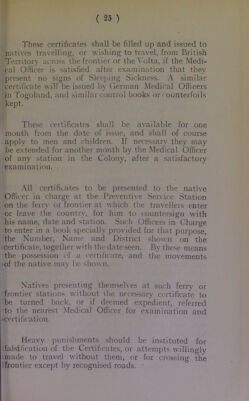 ( 25 )
These certificates shall be filled up and issued to
natives travelling, or wishing to travel, from British
Territory across the frontier or the Volta, if the Medi-
cal Officer is satisfied after examination that they
present no signs of Sleeping Sickness. A similar
certificate will be issued by German Medical Officers
in Togoland, and similar control books or counterfoils
kept.
These certificates shall be available for one
month from the date of issue, and shall of course
apply to men and children. If necessary they may
be extended for another month by the Medical Officer
of any station in the Colony, after a satisfactory
examination.
All certificates to be presented to the native
Officer in charge at the Preventive Service Station
on the ferry or frontier at which the travellers enter
or leave the country, for him to countersign with
his name, date and station. Such Officers in Charge
to enter in a book specially provided for that purpose,
the Number, Name and District shown on the
certificate, together with the date seen. By these means
the possession of a certificate, and the movements
of the native may be shown.
Natives presenting themselves at such ferry or
frontier stations without the necessary certificate to
be turned back, or if deemed expedient, referred
to the nearest Medical Officer for examination and
certification.
Heavy punishments should be instituted for
falsification of the Certificates, or attempts willingly
made to travel without them, or for crossing the
frontier except by recognised roads.